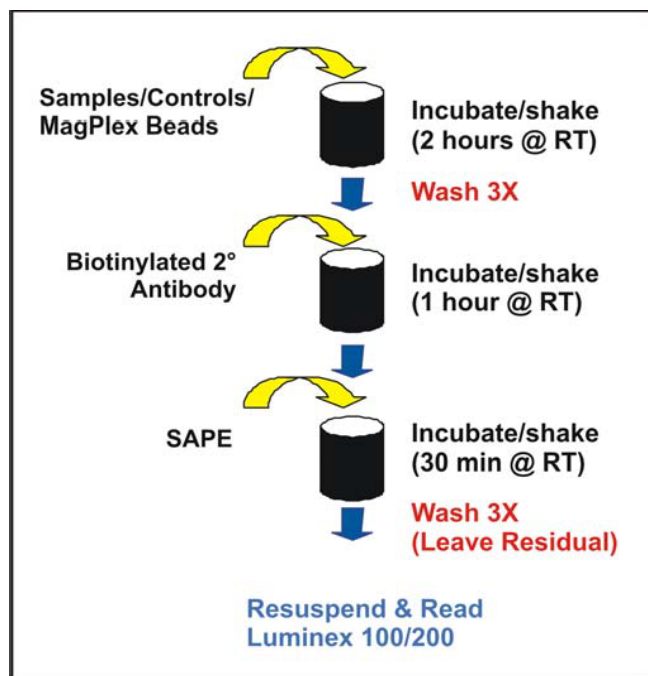 Samples/Controls/
MagPlex Beads
Incubate/shake
(2 hours @ RT)
Wash 3X
Biotinylated 2°
Antibody
Incubate/shake
(1 hour @ RT)
SAPE
Incubate/shake
(30 min @ RT)
Wash 3X
(Leave Residual)
Resuspend & Read
Luminex 100/200